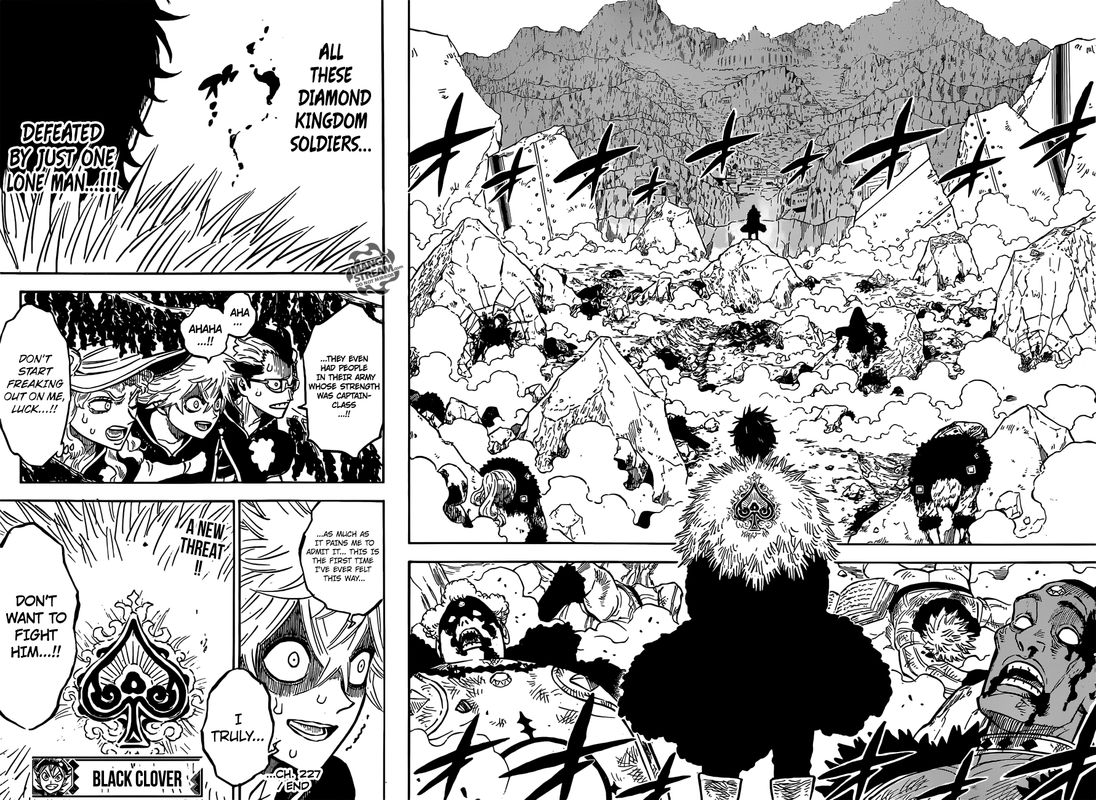 ALL
THESE
DIAMOND
KINGDOM
SOLDIERS...
DEFEATED
BY JUST ONE
LONE MAN...!!!
MANGA
STREAM
...THEY EVEN
HAD PEOPLE
IN THEIR ARMY
WHOSE STRENGTH
WAS CAPTAIN-
CLASS
...!!
AHA
...
AHAHA
...!!
DON'T
START
FREAKING
OUT ON ME,
LUCK...!!
...AS MUCH AS
IT PAINS ME TO
ADMIT IT... THIS IS
THE FIRST TIME
I'VE EVER FELT
THIS WAY...
I
TRULY...
A NEW
THREAT
!!
DON'T
WANT TO
FIGHT
HIM...!!
BLACK CLOVER
...CH. 227
/ END